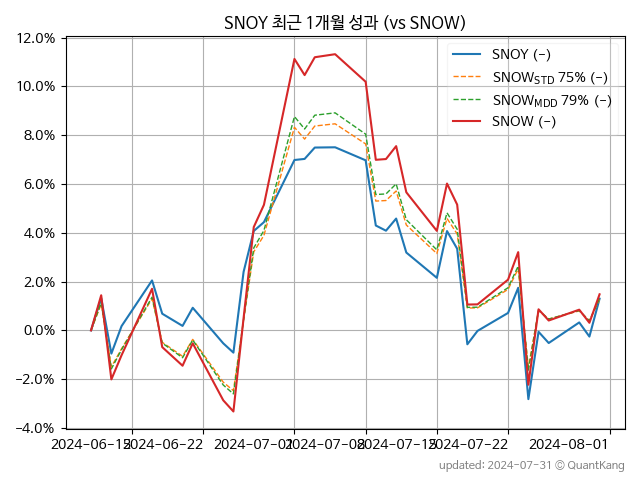 SNOY 최근 1개월 성과 (vs SNOW)
12.0%
10.0%
8.0%
6.0%
4.0%
2.0%
0.0%
−2.0%
−4.0%
SNOY (-)
SNOW_STD 75% (-)
SNOW_MDD 79% (-)
SNOW (-)
2024-06-15 2024-06-22 2024-07-01 2024-07-08 2024-07-15 2024-07-22 2024-08-01
updated: 2024-07-31 © QuantKang